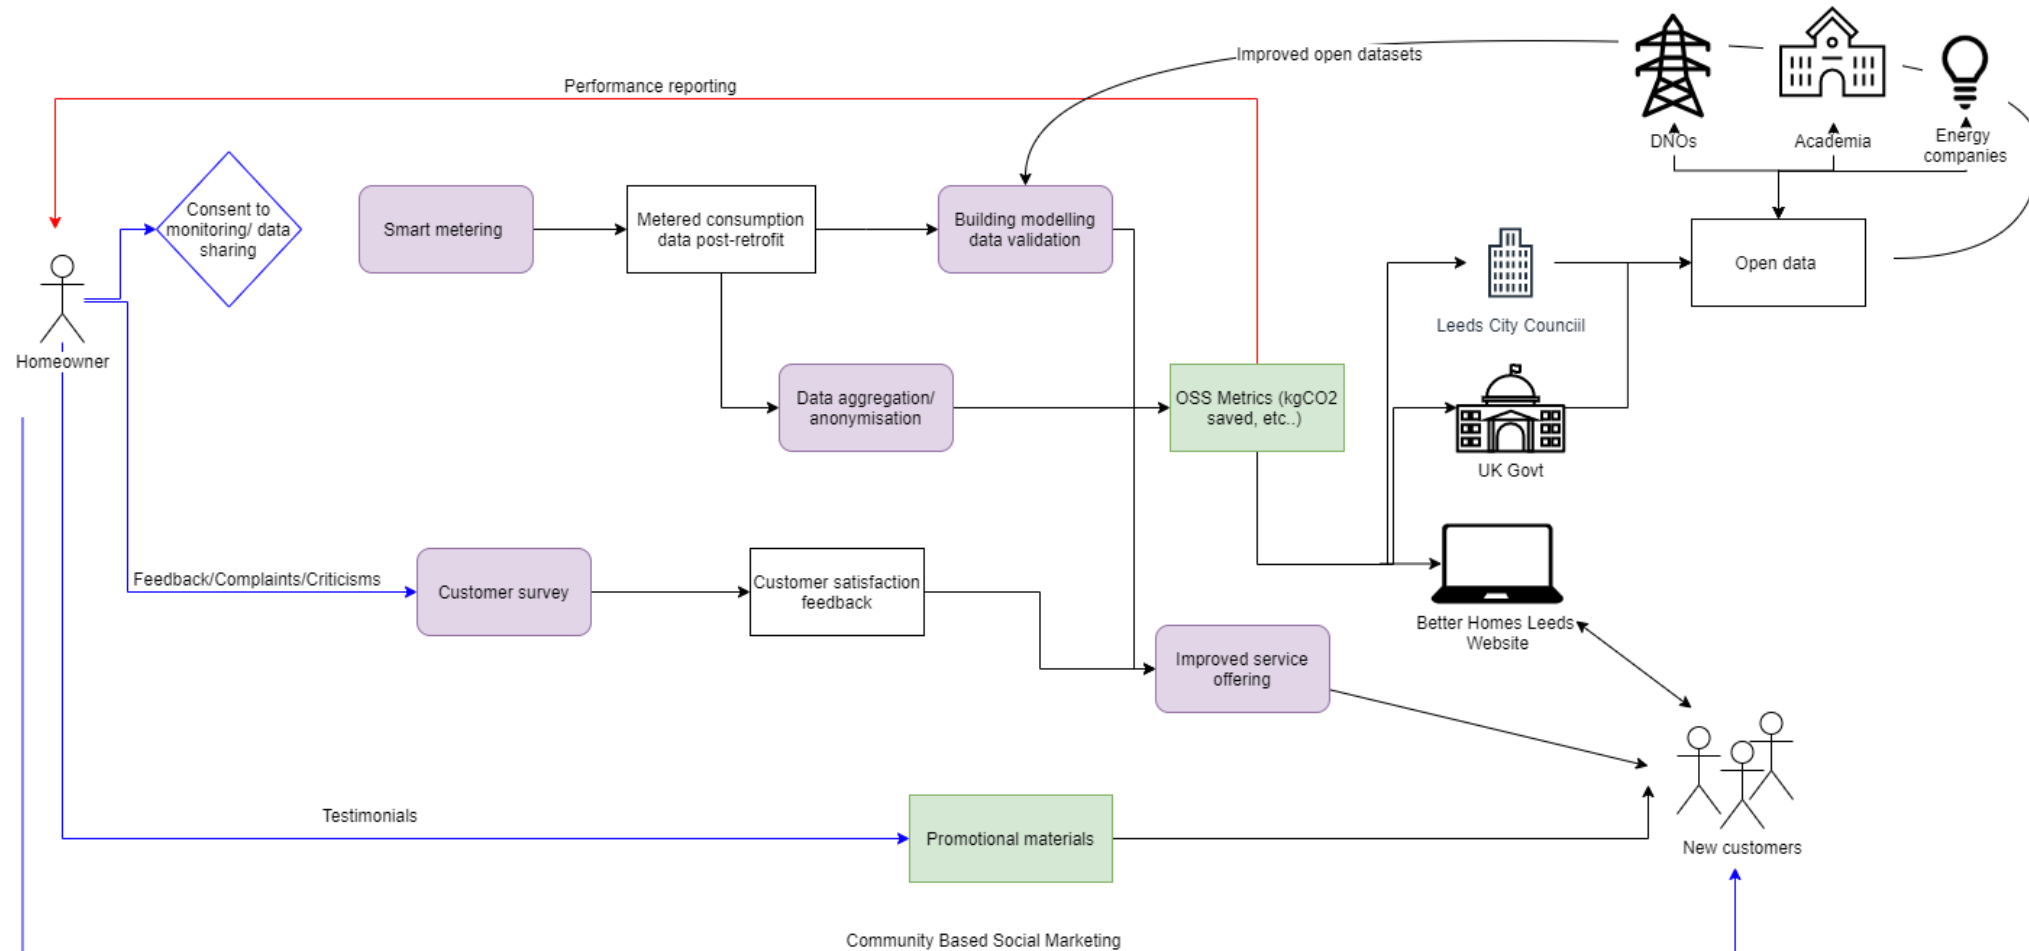 Improved open datasets
Performance reporting
DNOs
Academia
Energy
companies
Consent to
monitoring/ data
sharing
Smart metering
Metered consumption
data post-retrofit
Building modelling
data validation
Open data
Homeowner
Leeds City Counciil
Data aggregation/
anonymisation
OSS Metrics (kgCO2
saved, etc..)
UK Govt
Feedback/Complaints/Criticisms
Customer survey
Customer satisfaction
feedback
Better Homes Leeds
Website
Improved service
offering
Testimonials
Promotional materials
New customers
Community Based Social Marketing